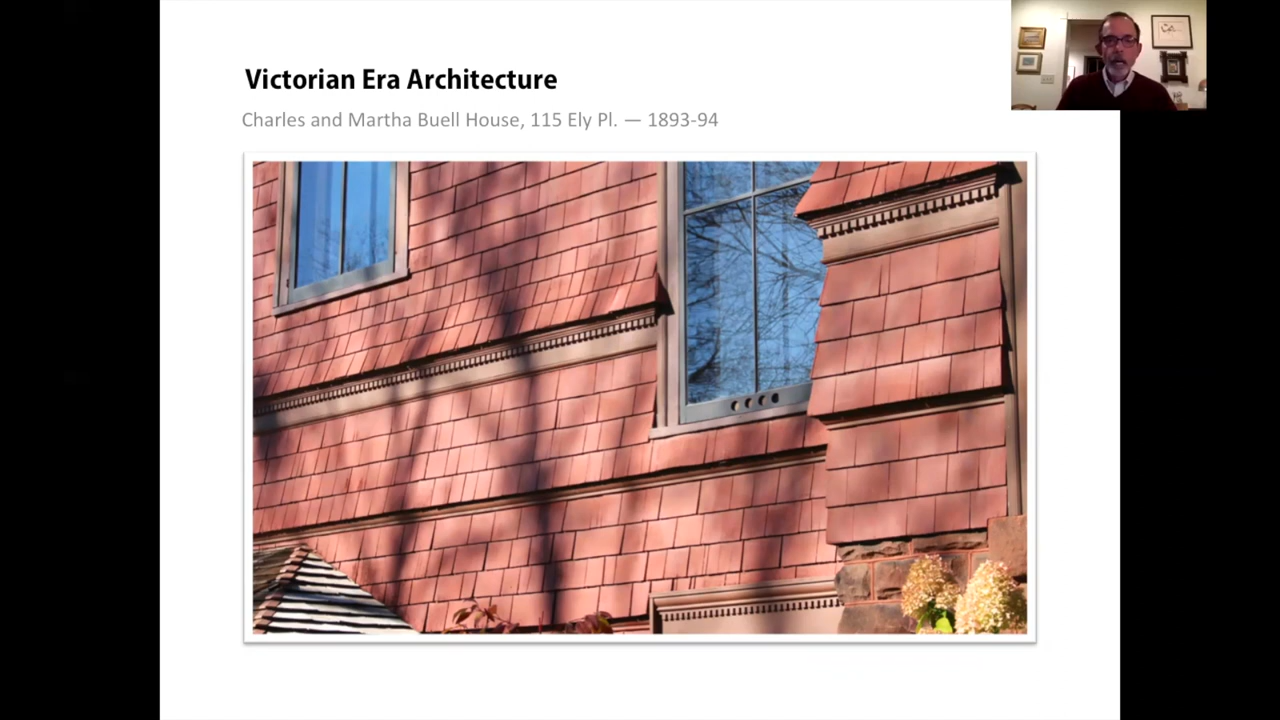 Victorian Era Architecture
Charles and Martha Buell House, 115 Ely Pl. — 1893-94